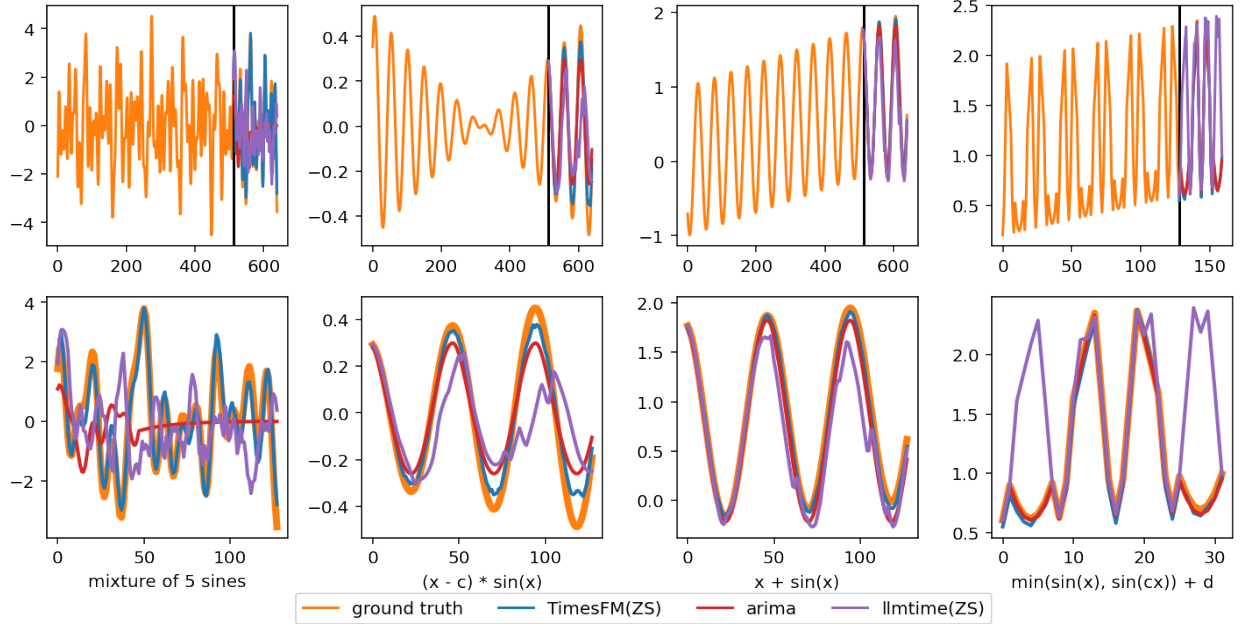 4
2
0
−2
−4
0 200 400 600
0.4
0.2
0.0
−0.2
−0.4
0 200 400 600
2
1
0
−1
0 200 400 600
2.5
2.0
1.5
1.0
0.5
0 50 100 150
4
2
0
−2
0 50 100
mixture of 5 sines
0.4
0.2
0.0
−0.2
−0.4
0 50 100
(x - c) * sin(x)
2.0
1.5
1.0
0.5
0.0
0 50 100
x + sin(x)
2.0
1.5
1.0
0.5
0 10 20 30
min(sin(x), sin(cx)) + d
ground truth TimesFM(ZS) arima llmtime(ZS)